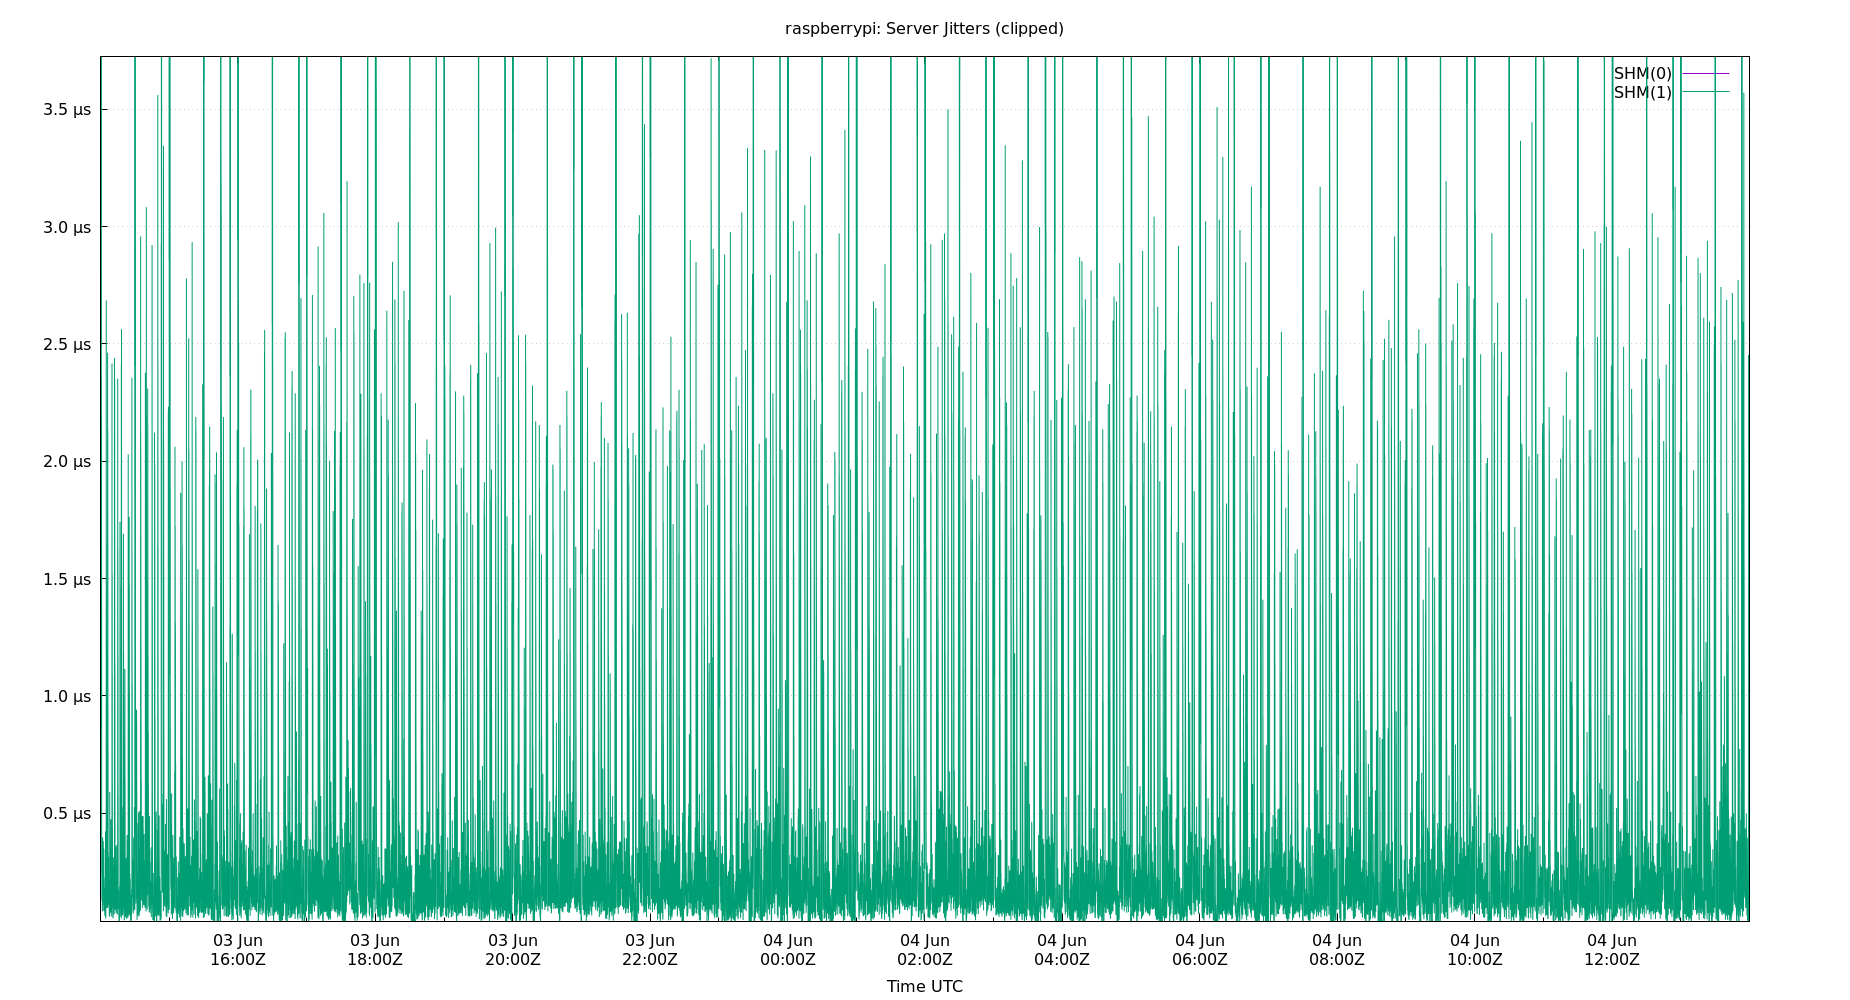 raspberrypi: Server Jitters (clipped)
SHM(0)
SHM(1)
3.5 μs
3.0 μs
2.5 μs
2.0 μs
1.5 μs
1.0 μs
0.5 μs
03 Jun 03 Jun 03 Jun 03 Jun 04 Jun 04 Jun 04 Jun 04 Jun 04 Jun 04 Jun 04 Jun
16:00Z 18:00Z 20:00Z 22:00Z 00:00Z 02:00Z 04:00Z 06:00Z 08:00Z 10:00Z 12:00Z
Time UTC